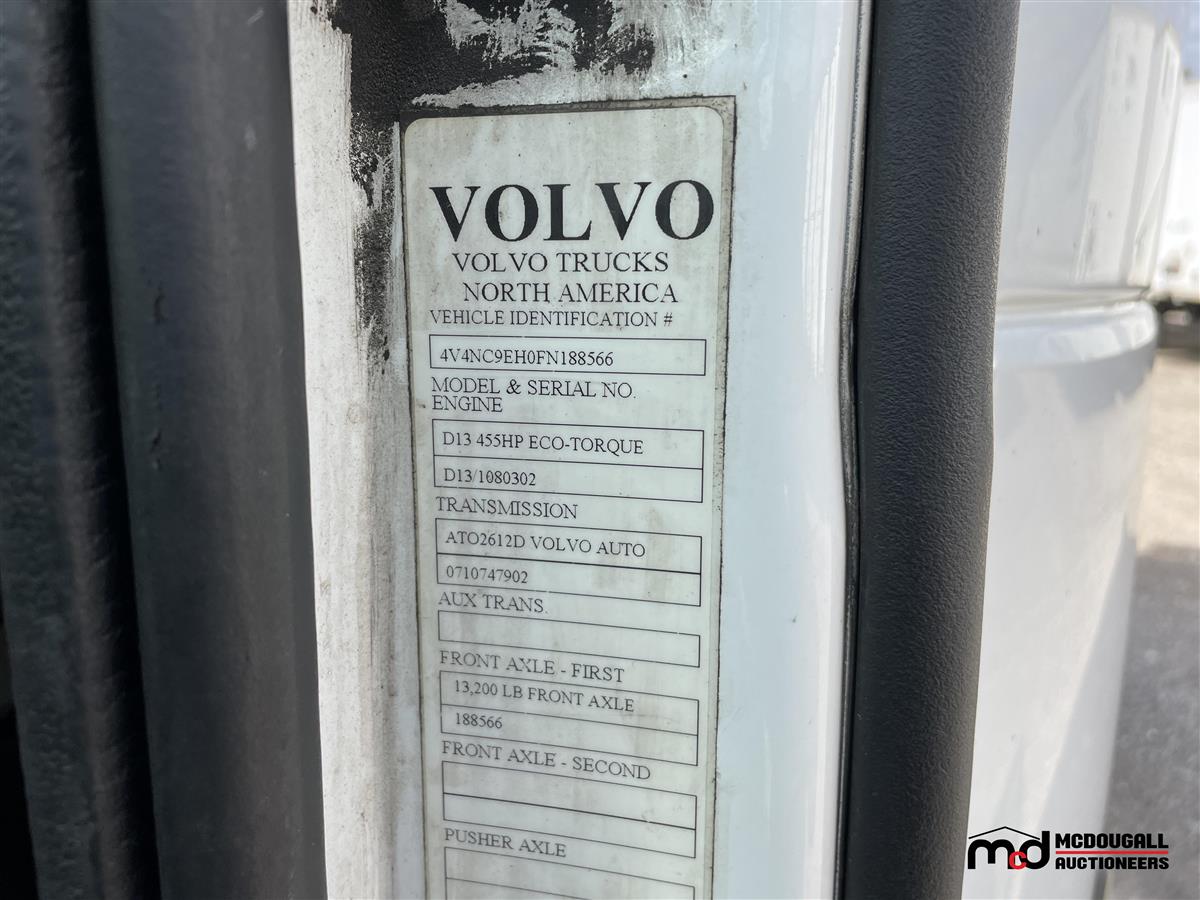 VOLVO
VOLVO TRUCKS
NORTH AMERICA
VEHICLE IDENTIFICATION #
4V4NC9EH0FN188566
MODEL & SERIAL NO.
ENGINE
D13 455HP ECO-TORQUE
D13/1080302
TRANSMISSION
ATO2612D VOLVO AUTO
0710747902
AUX TRANS.
FRONT AXLE - FIRST
13,200 LB FRONT AXLE
188566
FRONT AXLE - SECOND
PUSHER AXLE
mcd MCDOUGALL
AUCTIONEERS